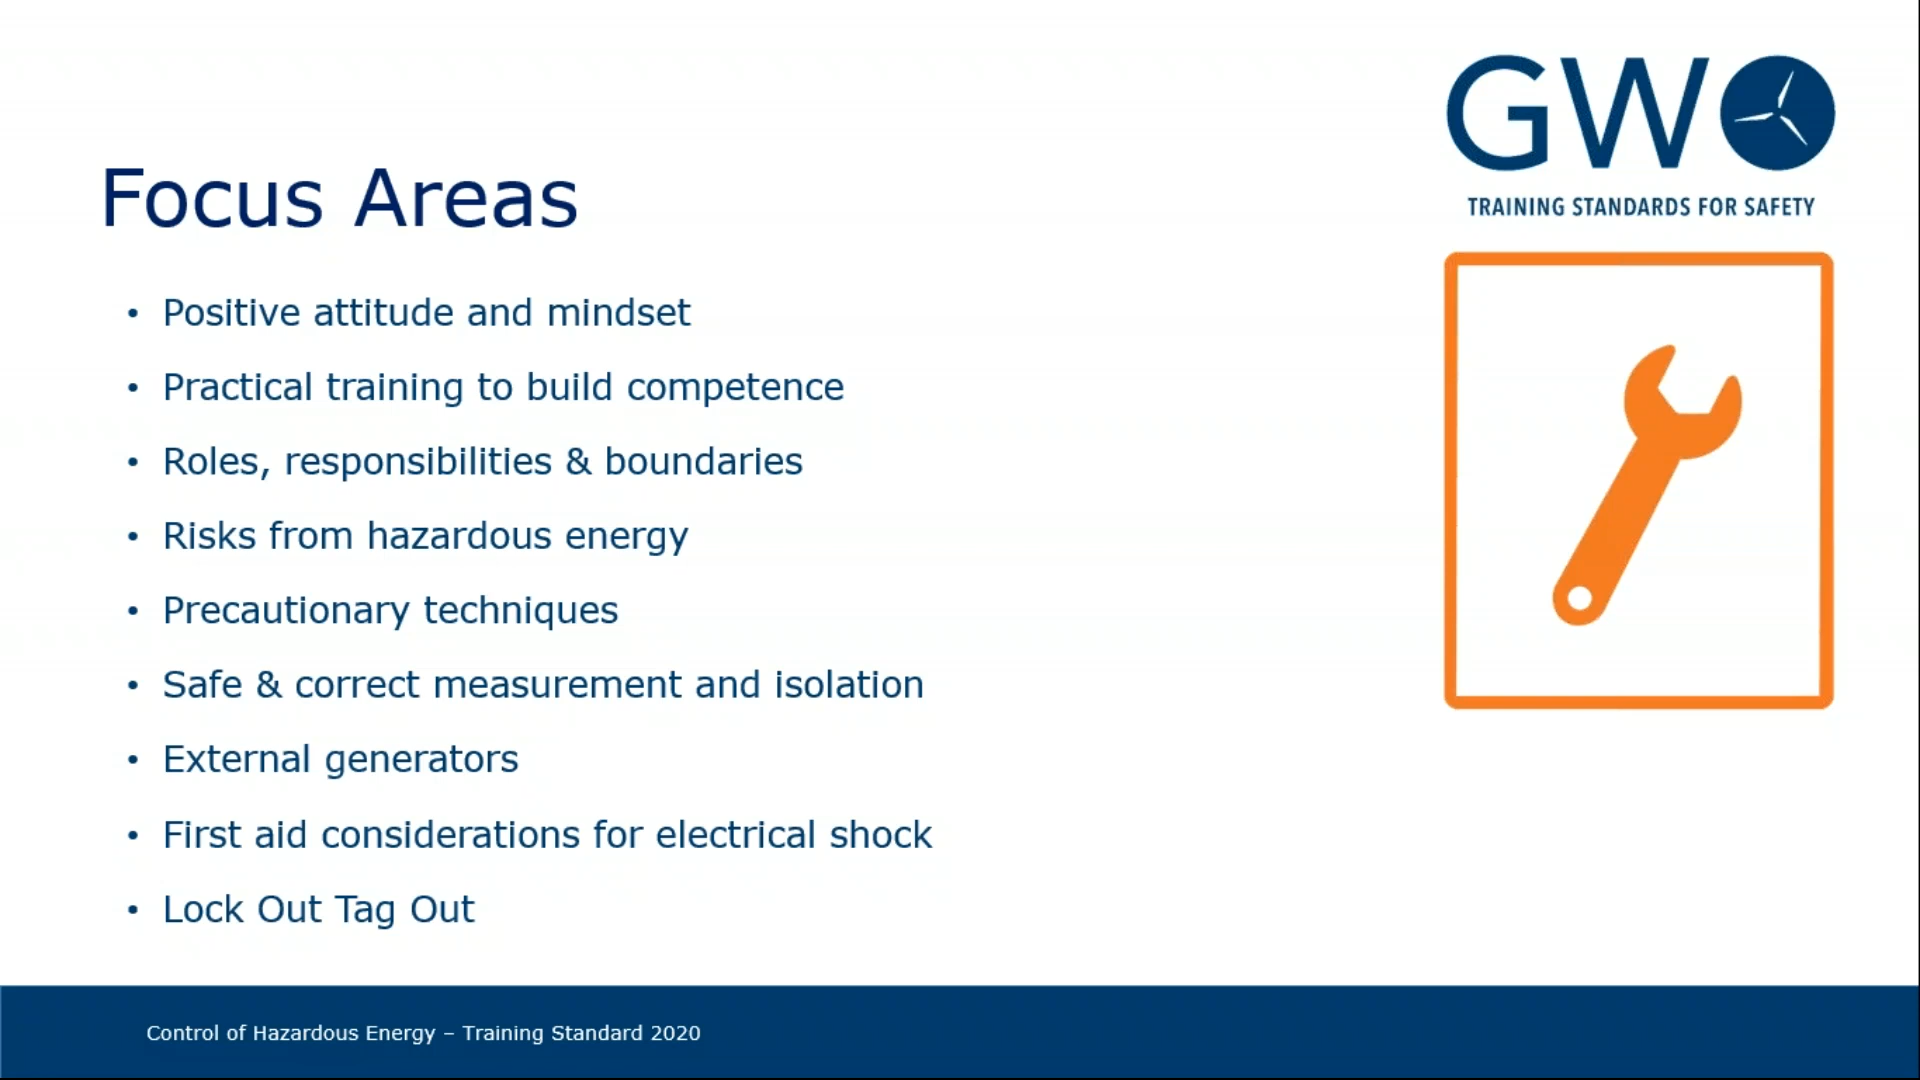 GWO
TRAINING STANDARDS FOR SAFETY
Focus Areas
• Positive attitude and mindset
• Practical training to build competence
• Roles, responsibilities & boundaries
• Risks from hazardous energy
• Precautionary techniques
• Safe & correct measurement and isolation
• External generators
• First aid considerations for electrical shock
• Lock Out Tag Out
Control of Hazardous Energy – Training Standard 2020